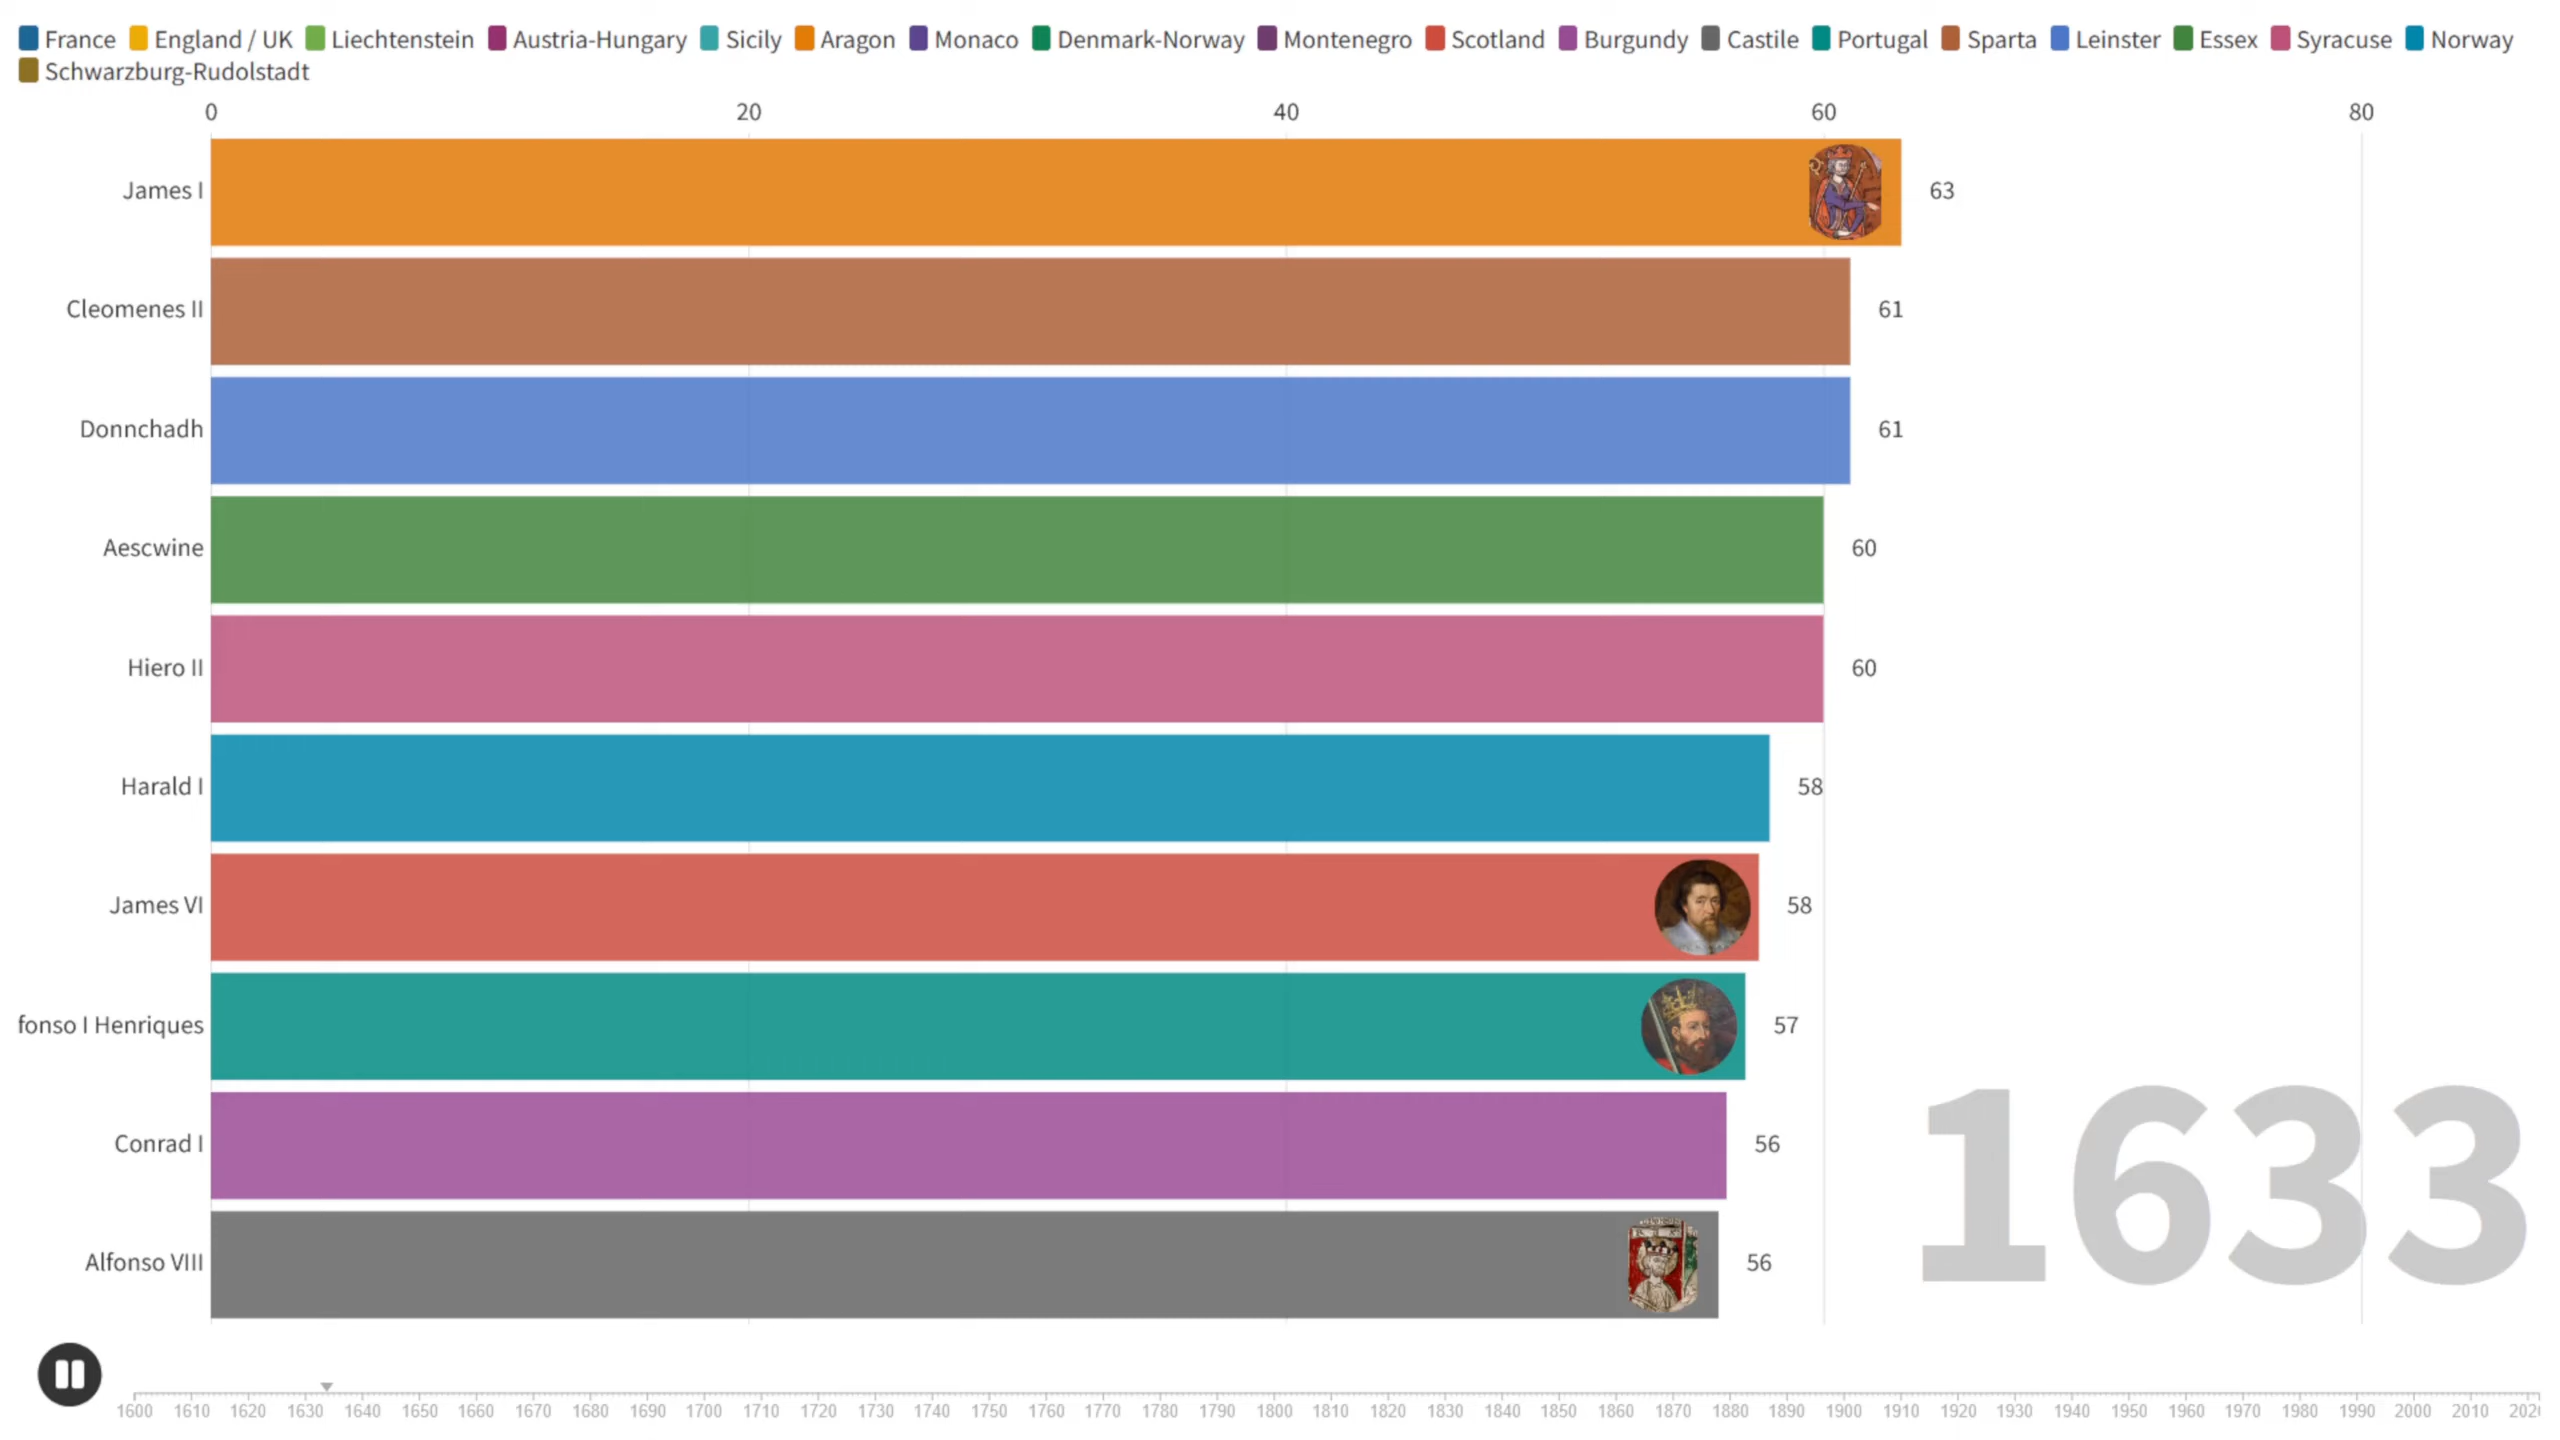 France England / UK Liechtenstein Austria-Hungary Sicily Aragon Monaco Denmark-Norway Montenegro Scotland Burgundy Castile Portugal Sparta Leinster Essex Syracuse Norway
Schwarzburg-Rudolstadt
0 20 40 60 80
James I 63
Cleomenes II 61
Donnchadh 61
Aescwine 60
Hiero II 60
Harald I 58
James VI 58
fonso I Henriques 57
Conrad I 56
Alfonso VIII 56
1633
1600 1610 1620 1630 1640 1650 1660 1670 1680 1690 1700 1710 1720 1730 1740 1750 1760 1770 1780 1790 1800 1810 1820 1830 1840 1850 1860 1870 1880 1890 1900 1910 1920 1930 1940 1950 1960 1970 1980 1990 2000 2010 202